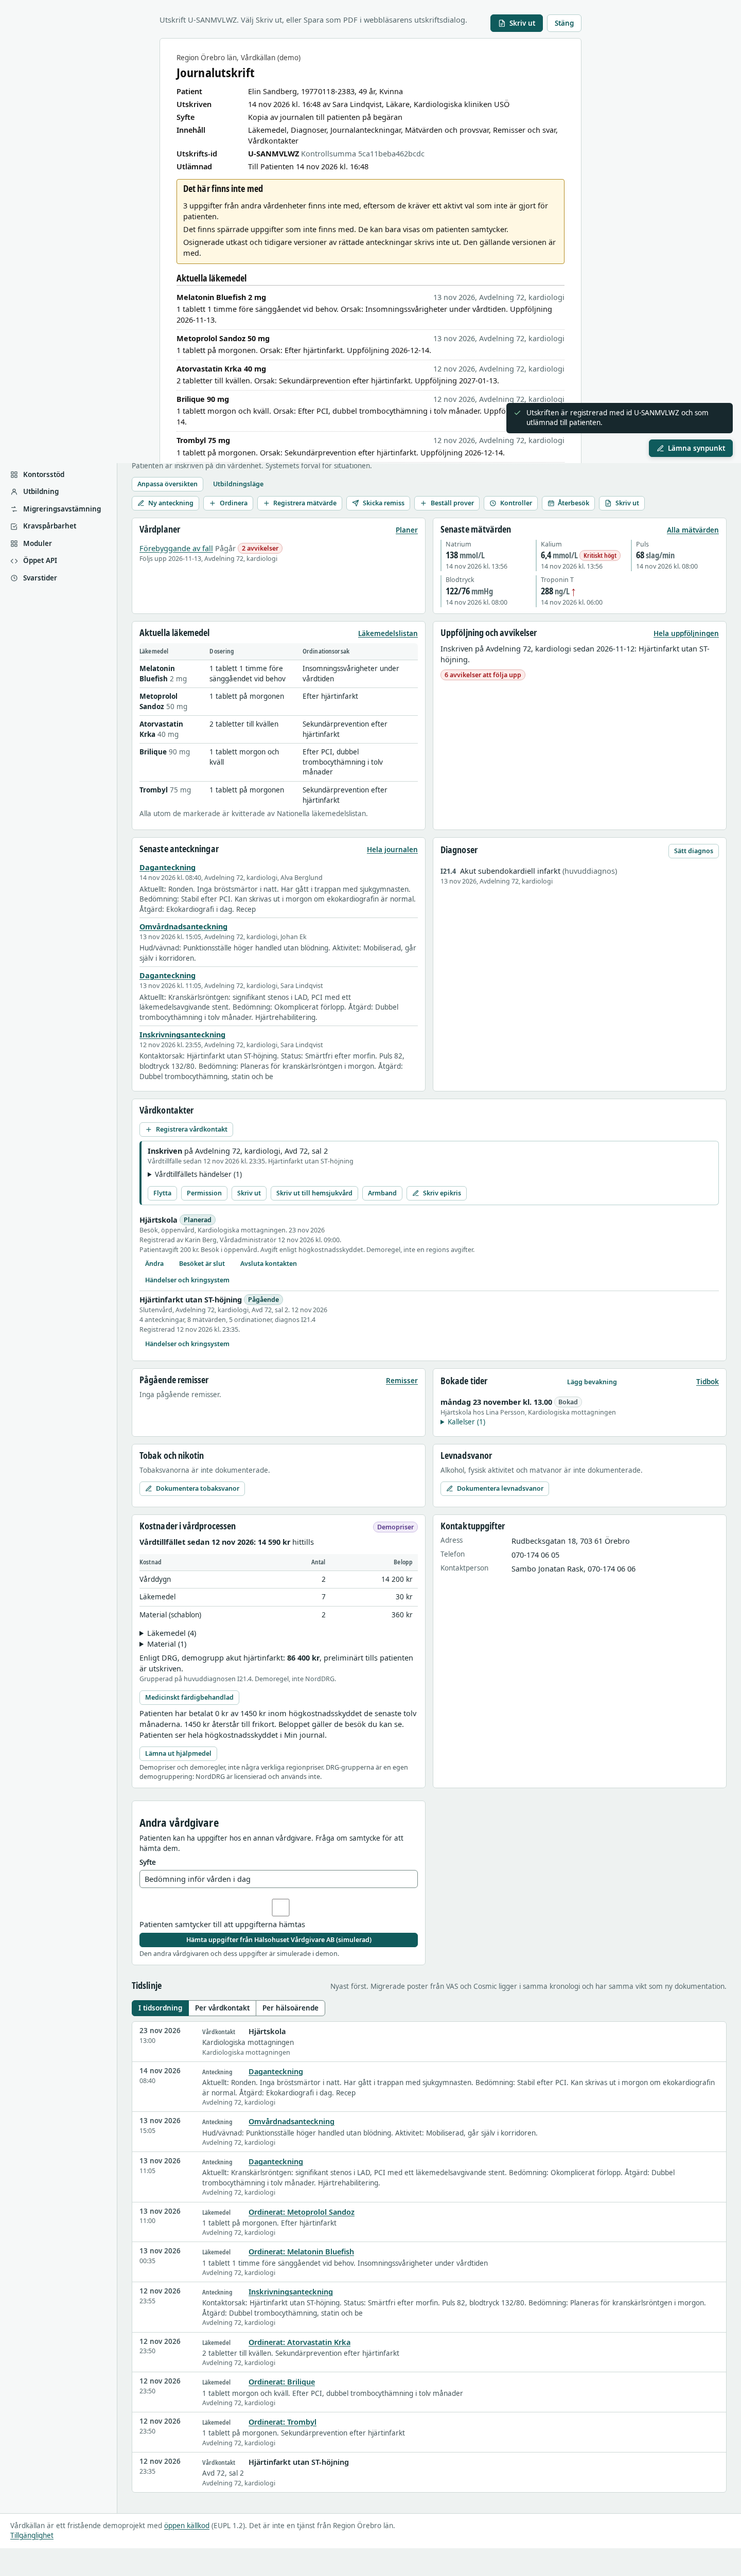 Utskrift U-SANMVLWZ. Välj Skriv ut, eller Spara som PDF i webbläsarens utskriftsdialog.
Skriv ut
Stäng
Region Örebro län, Vårdkällan (demo)
Journalutskrift
Patient Elin Sandberg, 19770118-2383, 49 år, Kvinna
Utskriven 14 nov 2026 kl. 16:48 av Sara Lindqvist, Läkare, Kardiologiska kliniken USÖ
Syfte Kopia av journalen till patienten på begäran
Innehåll Läkemedel, Diagnoser, Journalanteckningar, Mätvärden och provsvar, Remisser och svar,
Vårdkontakter
Utskrifts-id U-SANMVLWZ Kontrollsumma 5ca11beba462bcdc
Utlämnad Till Patienten 14 nov 2026 kl. 16:48
Det här finns inte med
3 uppgifter från andra vårdenheter finns inte med, eftersom de kräver ett aktivt val som inte är gjort för
patienten.
Det finns spärrade uppgifter som inte finns med. De kan bara visas om patienten samtycker.
Osignerade utkast och tidigare versioner av rättade anteckningar skrivs inte ut. Den gällande versionen är
med.
Aktuella läkemedel
Melatonin Bluefish 2 mg 13 nov 2026, Avdelning 72, kardiologi
1 tablett 1 timme före sänggåendet vid behov. Orsak: Insomningssvårigheter under vårdtiden. Uppföljning
2026-11-13.
Metoprolol Sandoz 50 mg 13 nov 2026, Avdelning 72, kardiologi
1 tablett på morgonen. Orsak: Efter hjärtinfarkt. Uppföljning 2026-12-14.
Atorvastatin Krka 40 mg 12 nov 2026, Avdelning 72, kardiologi
2 tabletter till kvällen. Orsak: Sekundärprevention efter hjärtinfarkt. Uppföljning 2027-01-13.
Brilique 90 mg 12 nov 2026, Avdelning 72, kardiologi
1 tablett morgon och kväll. Orsak: Efter PCI, dubbel trombocythämning i tolv månader.
14.
Trombyl 75 mg 12 nov 2026, Avdelning 72, kardiologi
1 tablett på morgonen. Orsak: Sekundärprevention efter hjärtinfarkt. Uppföljning 2026-12-14.
Utskriften är registrerad med id U-SANMVLWZ och som
utlämnad till patienten.
Lämna synpunkt
Kontorsstöd
Utbildning
Migreringsavstämning
Kravspårbarhet
Moduler
Öppet API
Svarstider
Patienten är inskriven på din vårdenhet. Systemets förval för situationen.
Anpassa översikten Utbildningsläge
Ny anteckning Ordinera Registrera mätvärde Skicka remiss Beställ prover Kontroller Återbesök Skriv ut
Vårdplaner Planer
Förebyggande av fall Pågår 2 avvikelser
Följs upp 2026-11-15, Avdelning 72, kardiologi
Senaste mätvärden Alla mätvärden
Natrium Kalium Puls
138 mmol/L 6,4 mmol/L Kritiskt högt 68 slag/min
14 nov 2026 kl. 13:56 14 nov 2026 kl. 13:56 14 nov 2026 kl. 08:00
Blodtryck Troponin T
122/76 mmHg 288 ng/L ↑
14 nov 2026 kl. 08:00 14 nov 2026 kl. 06:00
Aktuella läkemedel Läkemedelslistan
Läkemedel Dosering Ordinationsorsak
Melatonin Bluefish 2 mg 1 tablett 1 timme före sänggåendet vid behov Insomningssvårigheter under vårdtiden
Metoprolol Sandoz 50 mg 1 tablett på morgonen Efter hjärtinfarkt
Atorvastatin Krka 40 mg 2 tabletter till kvällen Sekundärprevention efter hjärtinfarkt
Brilique 90 mg 1 tablett morgon och kväll Efter PCI, dubbel trombocythämning i tolv månader
Trombyl 75 mg 1 tablett på morgonen Sekundärprevention efter hjärtinfarkt
Alla utom de markerade är kvitterade av Nationella läkemedelslistan.
Uppföljning och avvikelser Hela uppföljningen
Inskriven på Avdelning 72, kardiologi sedan 2026-11-12: Hjärtinfarkt utan ST-
höjning.
6 avvikelser att följa upp
Senaste anteckningar Hela journalen
Daganteckning
14 nov 2026 kl. 08:40, Avdelning 72, kardiologi, Alva Berglund
Aktuellt: Ronden. Inga bröstsmärtor i natt. Har gått i trappan med sjukgymnasten.
Bedömning: Stabil efter PCI. Kan skrivas ut i morgon om ekokardiografin är normal.
Åtgärd: Ekokardiografi i dag. Recep
Omvårdnadsanteckning
13 nov 2026 kl. 15:05, Avdelning 72, kardiologi, Johan Ek
Hud/vävnad: Punktionsställe höger handled utan blödning. Aktivitet: Mobiliserad, går
själv i korridoren.
Daganteckning
13 nov 2026 kl. 11:05, Avdelning 72, kardiologi, Sara Lindqvist
Aktuellt: Kranskärlsröntgen: signifikant stenos i LAD, PCI med ett
läkemedelsavgivande stent. Bedömning: Okomplicerat förlopp. Åtgärd: Dubbel
trombocythämning i tolv månader. Hjärtrehabilitering.
Inskrivningsanteckning
12 nov 2026 kl. 23:55, Avdelning 72, kardiologi, Sara Lindqvist
Kontaktorsak: Hjärtinfarkt utan ST-höjning. Status: Smärtfri efter morfin. Puls 82,
blodtryck 132/80. Bedömning: Planeras för kranskärlsröntgen i morgon. Åtgärd:
Dubbel trombocythämning, statin och be
Diagnoser Sätt diagnos
I21.4 Akut subendokardiell infarkt (huvuddiagnos)
13 nov 2026, Avdelning 72, kardiologi
Vårdkontakter
Registrera vårdkontakt
Inskriven på Avdelning 72, kardiologi, Avd 72, sal 2
Vårdtillfälle sedan 12 nov 2026 kl. 23:35. Hjärtinfarkt utan ST-höjning
Vårdtillfällets händelser (1)
Flytta Permission Skriv ut Skriv ut till hemsjukvård Armband Skriv epikris
Hjärtskola Planerad
Besök, öppenvård, Kardiologiska mottagningen. 23 nov 2026
Registrerad av Karin Berg, Vårdadministratör 12 nov 2026 kl. 09:00.
Patientavgift 200 kr. Besök i öppenvård. Avgift enligt högkostnadsskyddet. Demoregel, inte en regions avgifter.
Ändra Besöket är slut Avsluta kontakten
Händelser och kringsystem
Hjärtinfarkt utan ST-höjning Pågående
Slutenvård, Avdelning 72, kardiologi, Avd 72, sal 2. 12 nov 2026
4 anteckningar, 8 mätvärden, 5 ordinationer, diagnos I21.4
Registrerad 12 nov 2026 kl. 23:35.
Händelser och kringsystem
Pågående remisser Remisser
Inga pågående remisser.
Bokade tider Lägg bevakning Tidbok
måndag 23 november kl. 13.00 Bokad
Hjärtskola hos Lina Persson, Kardiologiska mottagningen
Kallelser (1)
Tobak och nikotin
Tobaksvanorna är inte dokumenterade.
Dokumentera tobaksvanor
Levnadsvanor
Alkohol, fysisk aktivitet och matvanor är inte dokumenterade.
Dokumentera levnadsvanor
Kostnader i vårdprocessen Demopriser
Vårdtillfället sedan 12 nov 2026: 14 590 kr hittills
Kostnad Antal Belopp
Vårddygn 2 14 200 kr
Läkemedel 7 30 kr
Material (schablon) 2 360 kr
Läkemedel (4)
Material (1)
Enligt DRG, demogrupp akut hjärtinfarkt: 86 400 kr, preliminärt tills patienten
är utskriven.
Grupperad på huvuddiagnosen I21.4. Demoregel, inte NordDRG.
Medicinskt färdigbehandlad
Patienten har betalat 0 kr av 1450 kr inom högkostnadsskyddet de senaste tolv
månaderna. 1450 kr återstår till frikort. Beloppet gäller de besök du kan se.
Patienten ser hela högkostnadsskyddet i Min journal.
Lämna ut hjälpmedel
Demopriser och demoregler, inte några verkliga regionpriser. DRG-grupperna är en egen
demogruppering: NordDRG är licensierad och används inte.
Kontaktuppgifter
Adress Rudbecksgatan 18, 703 61 Örebro
Telefon 070-174 06 05
Kontaktperson Sambo Jonatan Rask, 070-174 06 06
Andra vårdgivare
Patienten kan ha uppgifter hos en annan vårdgivare. Fråga om samtycke för att
hämta dem.
Syfte
Bedömning inför vården i dag
Patienten samtycker till att uppgifterna hämtas
Hämta uppgifter från Hälsohuset Vårdgivare AB (simulerad)
Den andra vårdgivaren och dess uppgifter är simulerade i demon.
Tidslinje Nyast först. Migrerade poster från VAS och Cosmic ligger i samma kronologi och har samma vikt som ny dokumentation.
I tidsordning Per vårdkontakt Per hälsoärende
23 nov 2026 Vårdkontakt Hjärtskola
13:00 Kardiologiska mottagningen
Kardiologiska mottagningen
14 nov 2026 Anteckning Daganteckning
08:40 Aktuellt: Ronden. Inga bröstsmärtor i natt. Har gått i trappan med sjukgymnasten. Bedömning: Stabil efter PCI. Kan skrivas ut i morgon om ekokardiografin
är normal. Åtgärd: Ekokardiografi i dag. Recep
Avdelning 72, kardiologi
13 nov 2026 Anteckning Omvårdnadsanteckning
15:05 Hud/vävnad: Punktionsställe höger handled utan blödning. Aktivitet: Mobiliserad, går själv i korridoren.
Avdelning 72, kardiologi
13 nov 2026 Anteckning Daganteckning
11:05 Aktuellt: Kranskärlsröntgen: signifikant stenos i LAD, PCI med ett läkemedelsavgivande stent. Bedömning: Okomplicerat förlopp. Åtgärd: Dubbel
trombocythämning i tolv månader. Hjärtrehabilitering.
Avdelning 72, kardiologi
13 nov 2026 Läkemedel Ordinerat: Metoprolol Sandoz
11:00 1 tablett på morgonen. Efter hjärtinfarkt
Avdelning 72, kardiologi
13 nov 2026 Läkemedel Ordinerat: Melatonin Bluefish
00:35 1 tablett 1 timme före sänggåendet vid behov. Insomningssvårigheter under vårdtiden
Avdelning 72, kardiologi
12 nov 2026 Anteckning Inskrivningsanteckning
23:55 Kontaktorsak: Hjärtinfarkt utan ST-höjning. Status: Smärtfri efter morfin. Puls 82, blodtryck 132/80. Bedömning: Planeras för kranskärlsröntgen i morgon.
Åtgärd: Dubbel trombocythämning, statin och be
Avdelning 72, kardiologi
12 nov 2026 Läkemedel Ordinerat: Atorvastatin Krka
23:50 2 tabletter till kvällen. Sekundärprevention efter hjärtinfarkt
Avdelning 72, kardiologi
12 nov 2026 Läkemedel Ordinerat: Brilique
23:50 1 tablett morgon och kväll. Efter PCI, dubbel trombocythämning i tolv månader
Avdelning 72, kardiologi
12 nov 2026 Läkemedel Ordinerat: Trombyl
23:50 1 tablett på morgonen. Sekundärprevention efter hjärtinfarkt
Avdelning 72, kardiologi
12 nov 2026 Vårdkontakt Hjärtinfarkt utan ST-höjning
23:35 Avd 72, sal 2
Avdelning 72, kardiologi
Vårdkällan är ett fristående demoprojekt med öppen källkod (EUPL 1.2). Det är inte en tjänst från Region Örebro län.
Tillgänglighet